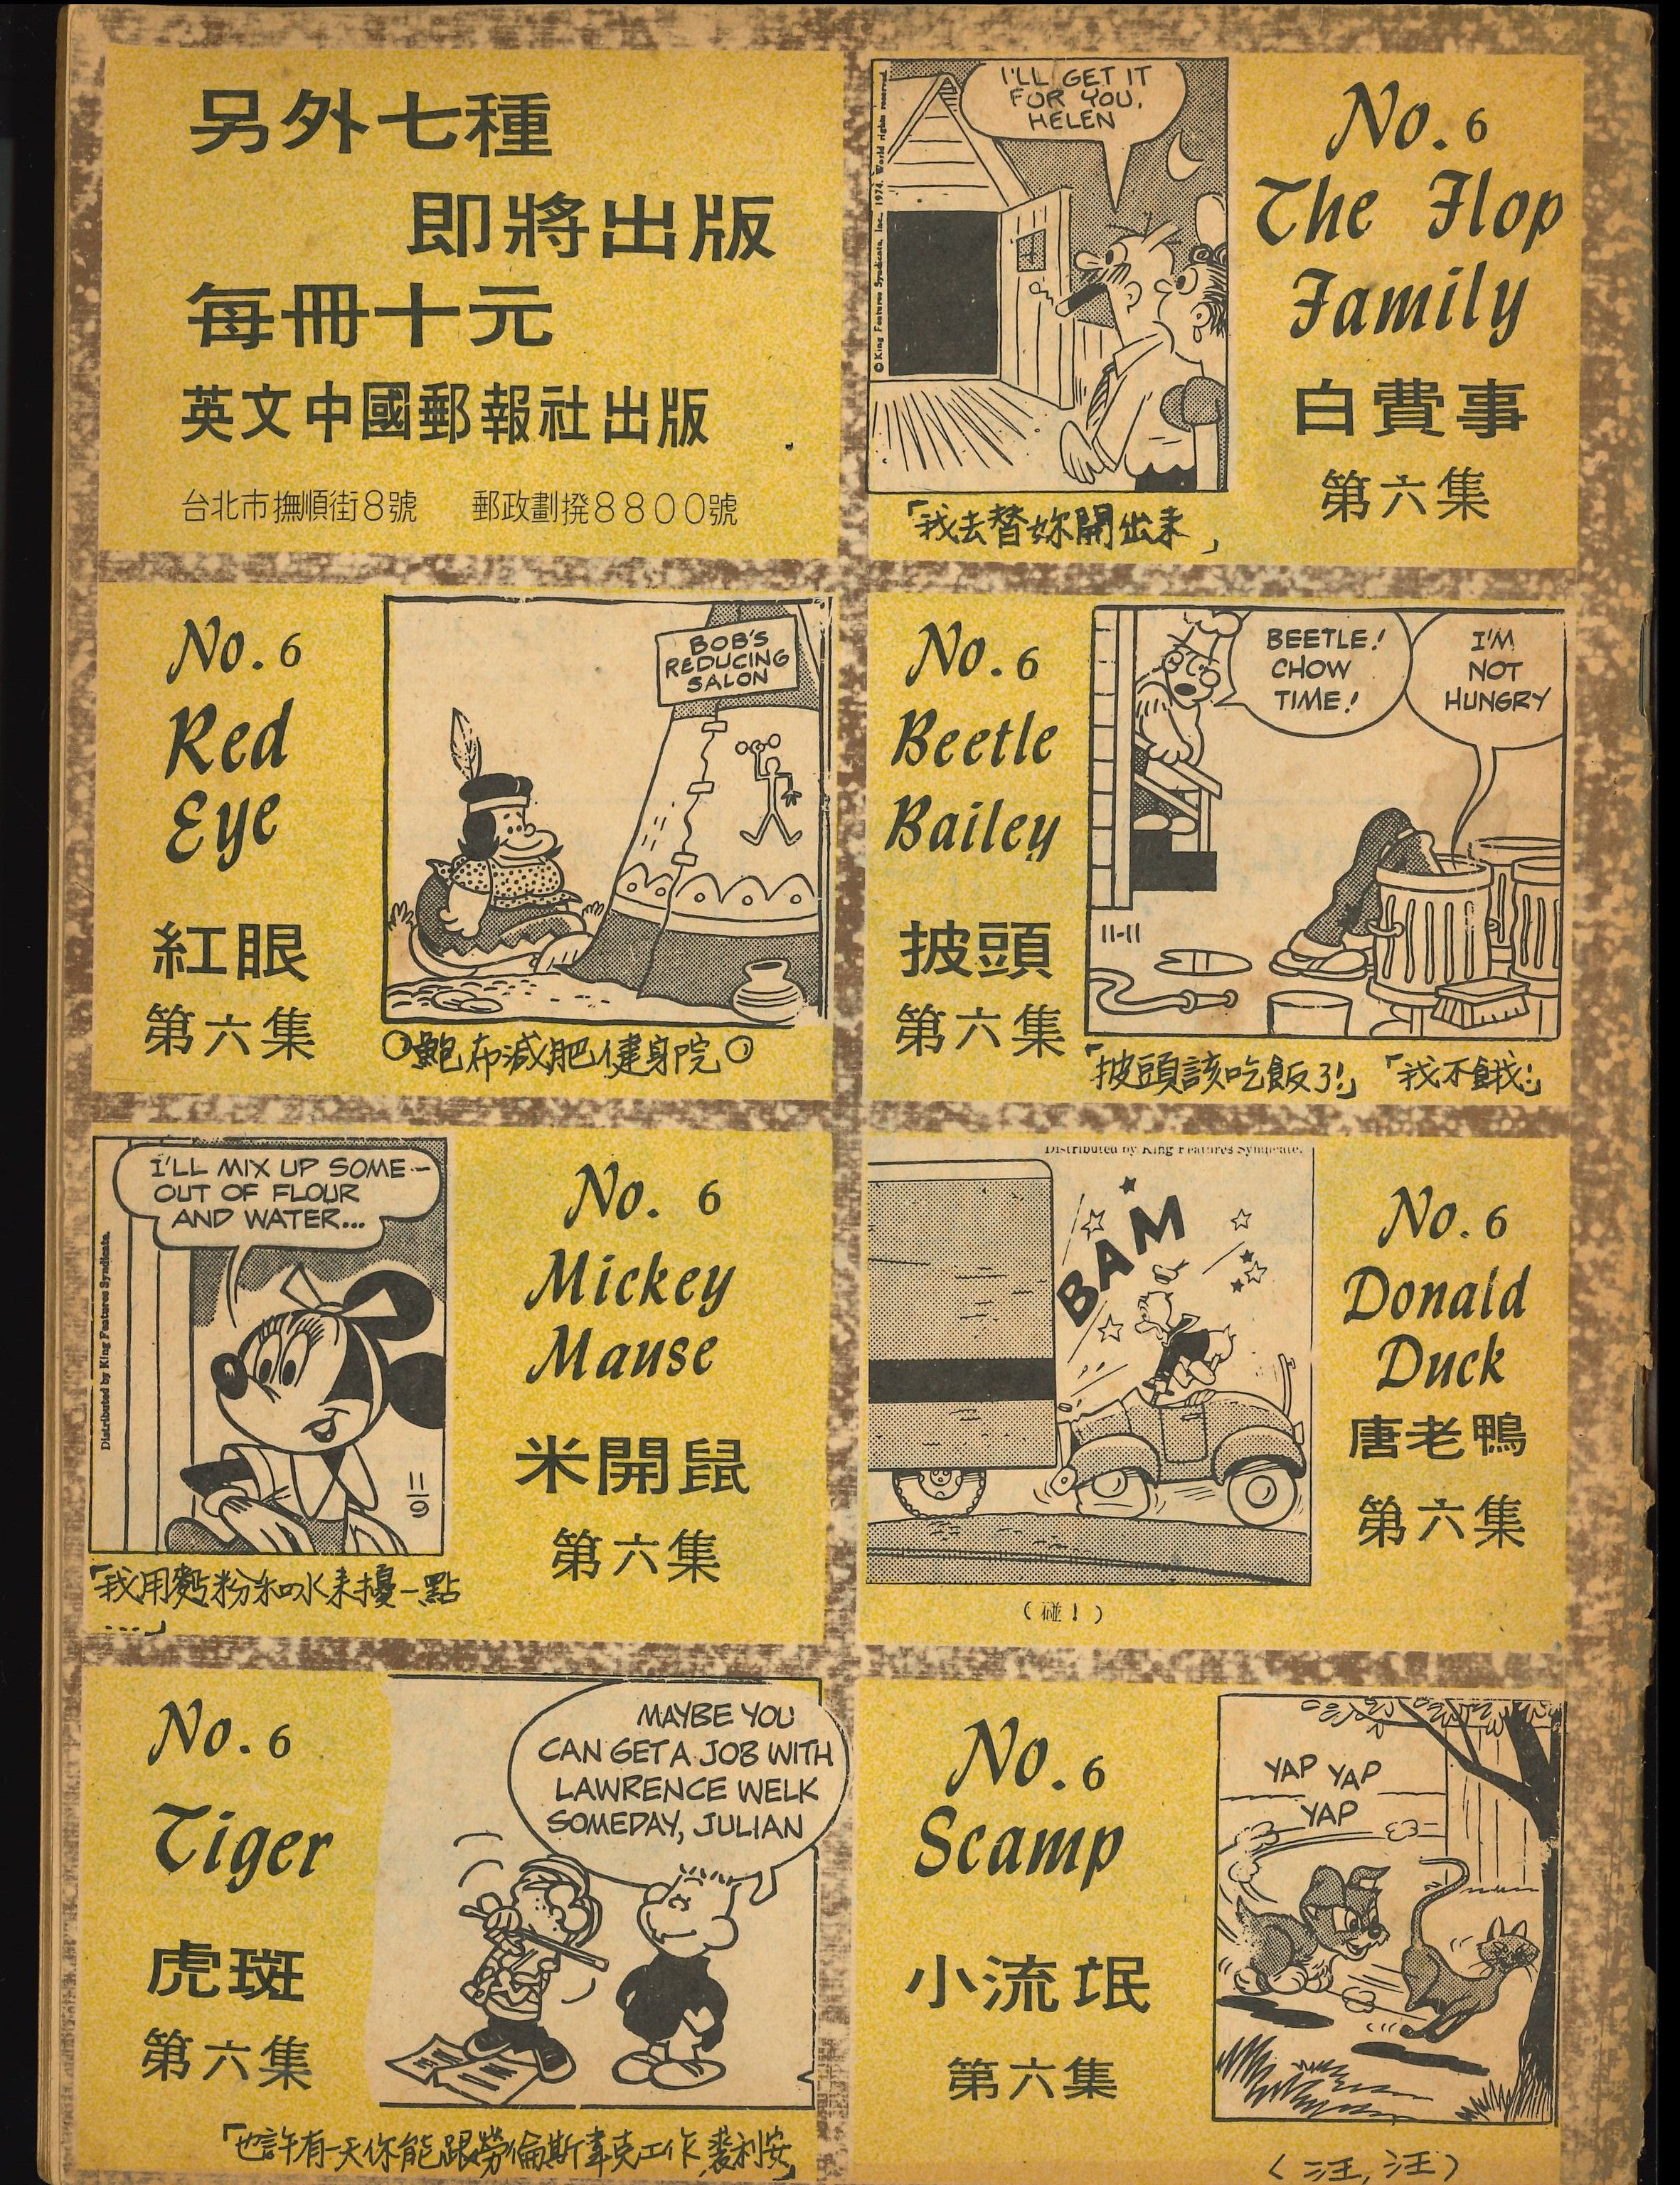 另外七種
即將出版
每冊十元
英文中國郵報社出版
台北市撫順街8號 郵政劃撥8800號
I'LL GET IT
FOR YOU,
HELEN
© King Features Syndicate, Inc., 1974. World rights reserved.
「我去替妳開出來」
No. 6
The Flop
Family
白費事
第六集
No. 6
Red
Eye
紅眼
第六集
BOB'S
REDUCING
SALON
鮑布減肥健身院
No. 6
Beetle
Bailey
披頭
第六集
BEETLE!
CHOW
TIME!
I'M
NOT
HUNGRY
11-11
「披頭該吃飯了!」「我不餓!」
I'LL MIX UP SOME--
OUT OF FLOUR
AND WATER...
Distributed by King Features Syndicate.
11-9
「我用麪粉和水來擾一點
...」
No. 6
Mickey
Mause
米開鼠
第六集
Distributed by King Features Syndicate.
BAM
(碰!)
No. 6
Donald
Duck
唐老鴨
第六集
No. 6
Tiger
虎斑
第六集
MAYBE YOU
CAN GET A JOB WITH
LAWRENCE WELK
SOMEDAY, JULIAN
「也許有一天你能跟勞倫斯韋克工作裘利安」
No. 6
Scamp
小流氓
第六集
YAP YAP
YAP
(汪,汪)